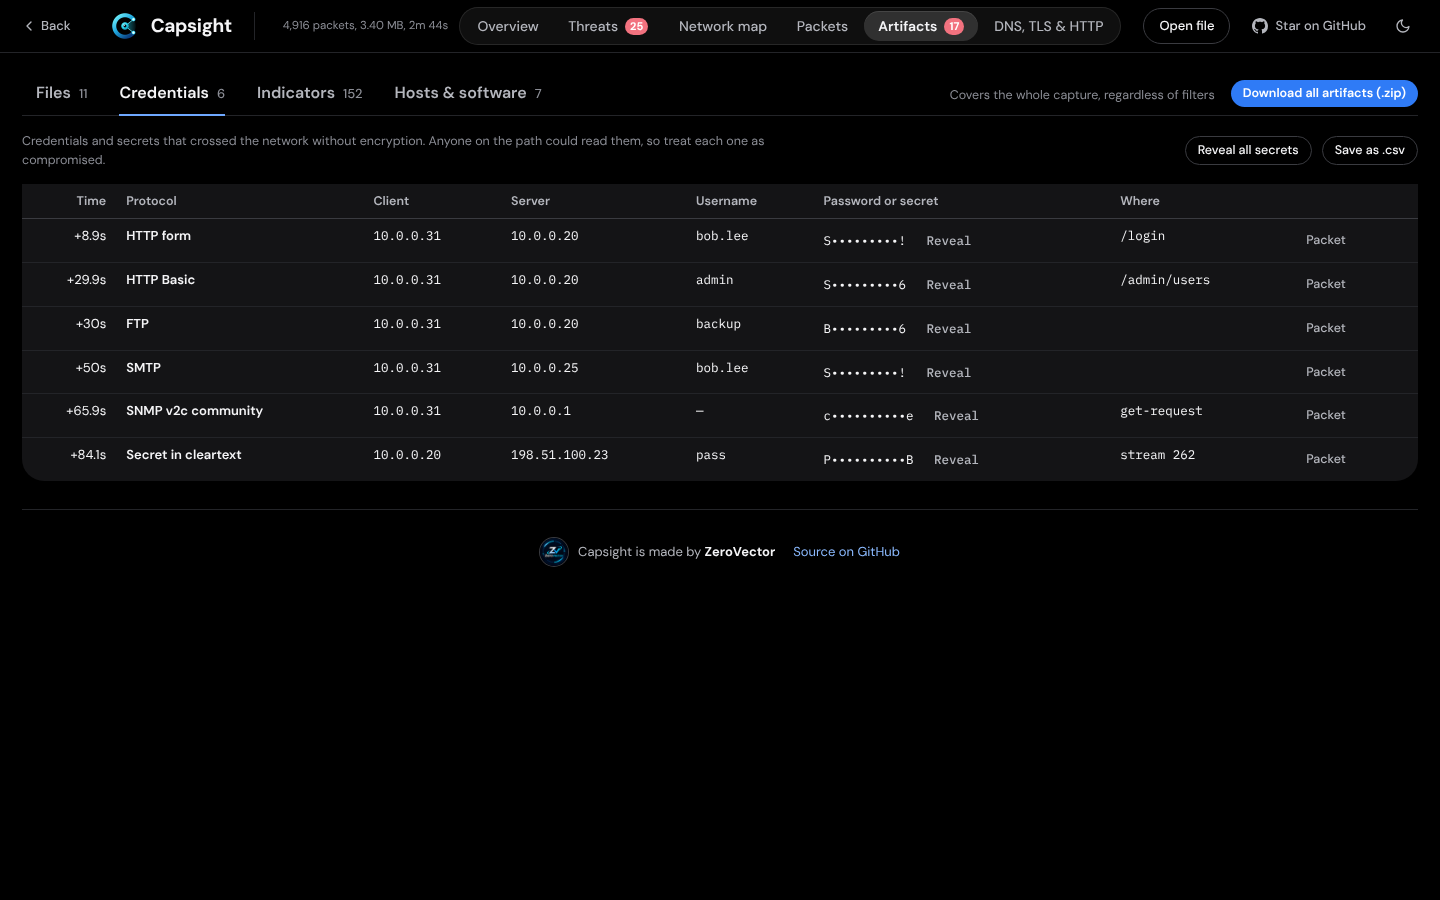 Back
Capsight
4,916 packets, 3.40 MB, 2m 44s
Overview
Threats 25
Network map
Packets
Artifacts 17
DNS, TLS & HTTP
Open file
Star on GitHub
Files 11
Credentials 6
Indicators 152
Hosts & software 7
Covers the whole capture, regardless of filters
Download all artifacts (.zip)
Credentials and secrets that crossed the network without encryption. Anyone on the path could read them, so treat each one as
compromised.
Reveal all secrets
Save as .csv
Time Protocol Client Server Username Password or secret Where
+8.9s HTTP form 10.0.0.31 10.0.0.20 bob.lee S•••••••••! Reveal /login Packet
+29.9s HTTP Basic 10.0.0.31 10.0.0.20 admin S•••••••••6 Reveal /admin/users Packet
+30s FTP 10.0.0.31 10.0.0.20 backup B•••••••••6 Reveal Packet
+50s SMTP 10.0.0.31 10.0.0.25 bob.lee S•••••••••! Reveal Packet
+65.9s SNMP v2c community 10.0.0.31 10.0.0.1 — c••••••••••e Reveal get-request Packet
+84.1s Secret in cleartext 10.0.0.20 198.51.100.23 pass P••••••••••B Reveal stream 262 Packet
Capsight is made by ZeroVector
Source on GitHub